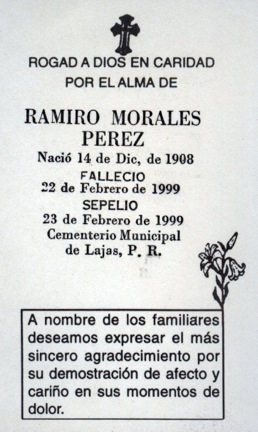 ROGAD A DIOS EN CARIDAD
POR EL ALMA DE
RAMIRO MORALES
PEREZ
Nació 14 de Dic, de 1908
FALLECIO
22 de Febrero de 1999
SEPELIO
23 de Febrero de 1999
Cementerio Municipal
de Lajas, P. R.
A nombre de los familiares
deseamos expresar el más
sincero agradecimiento por
su demostración de afecto y
cariño en sus momentos de
dolor.